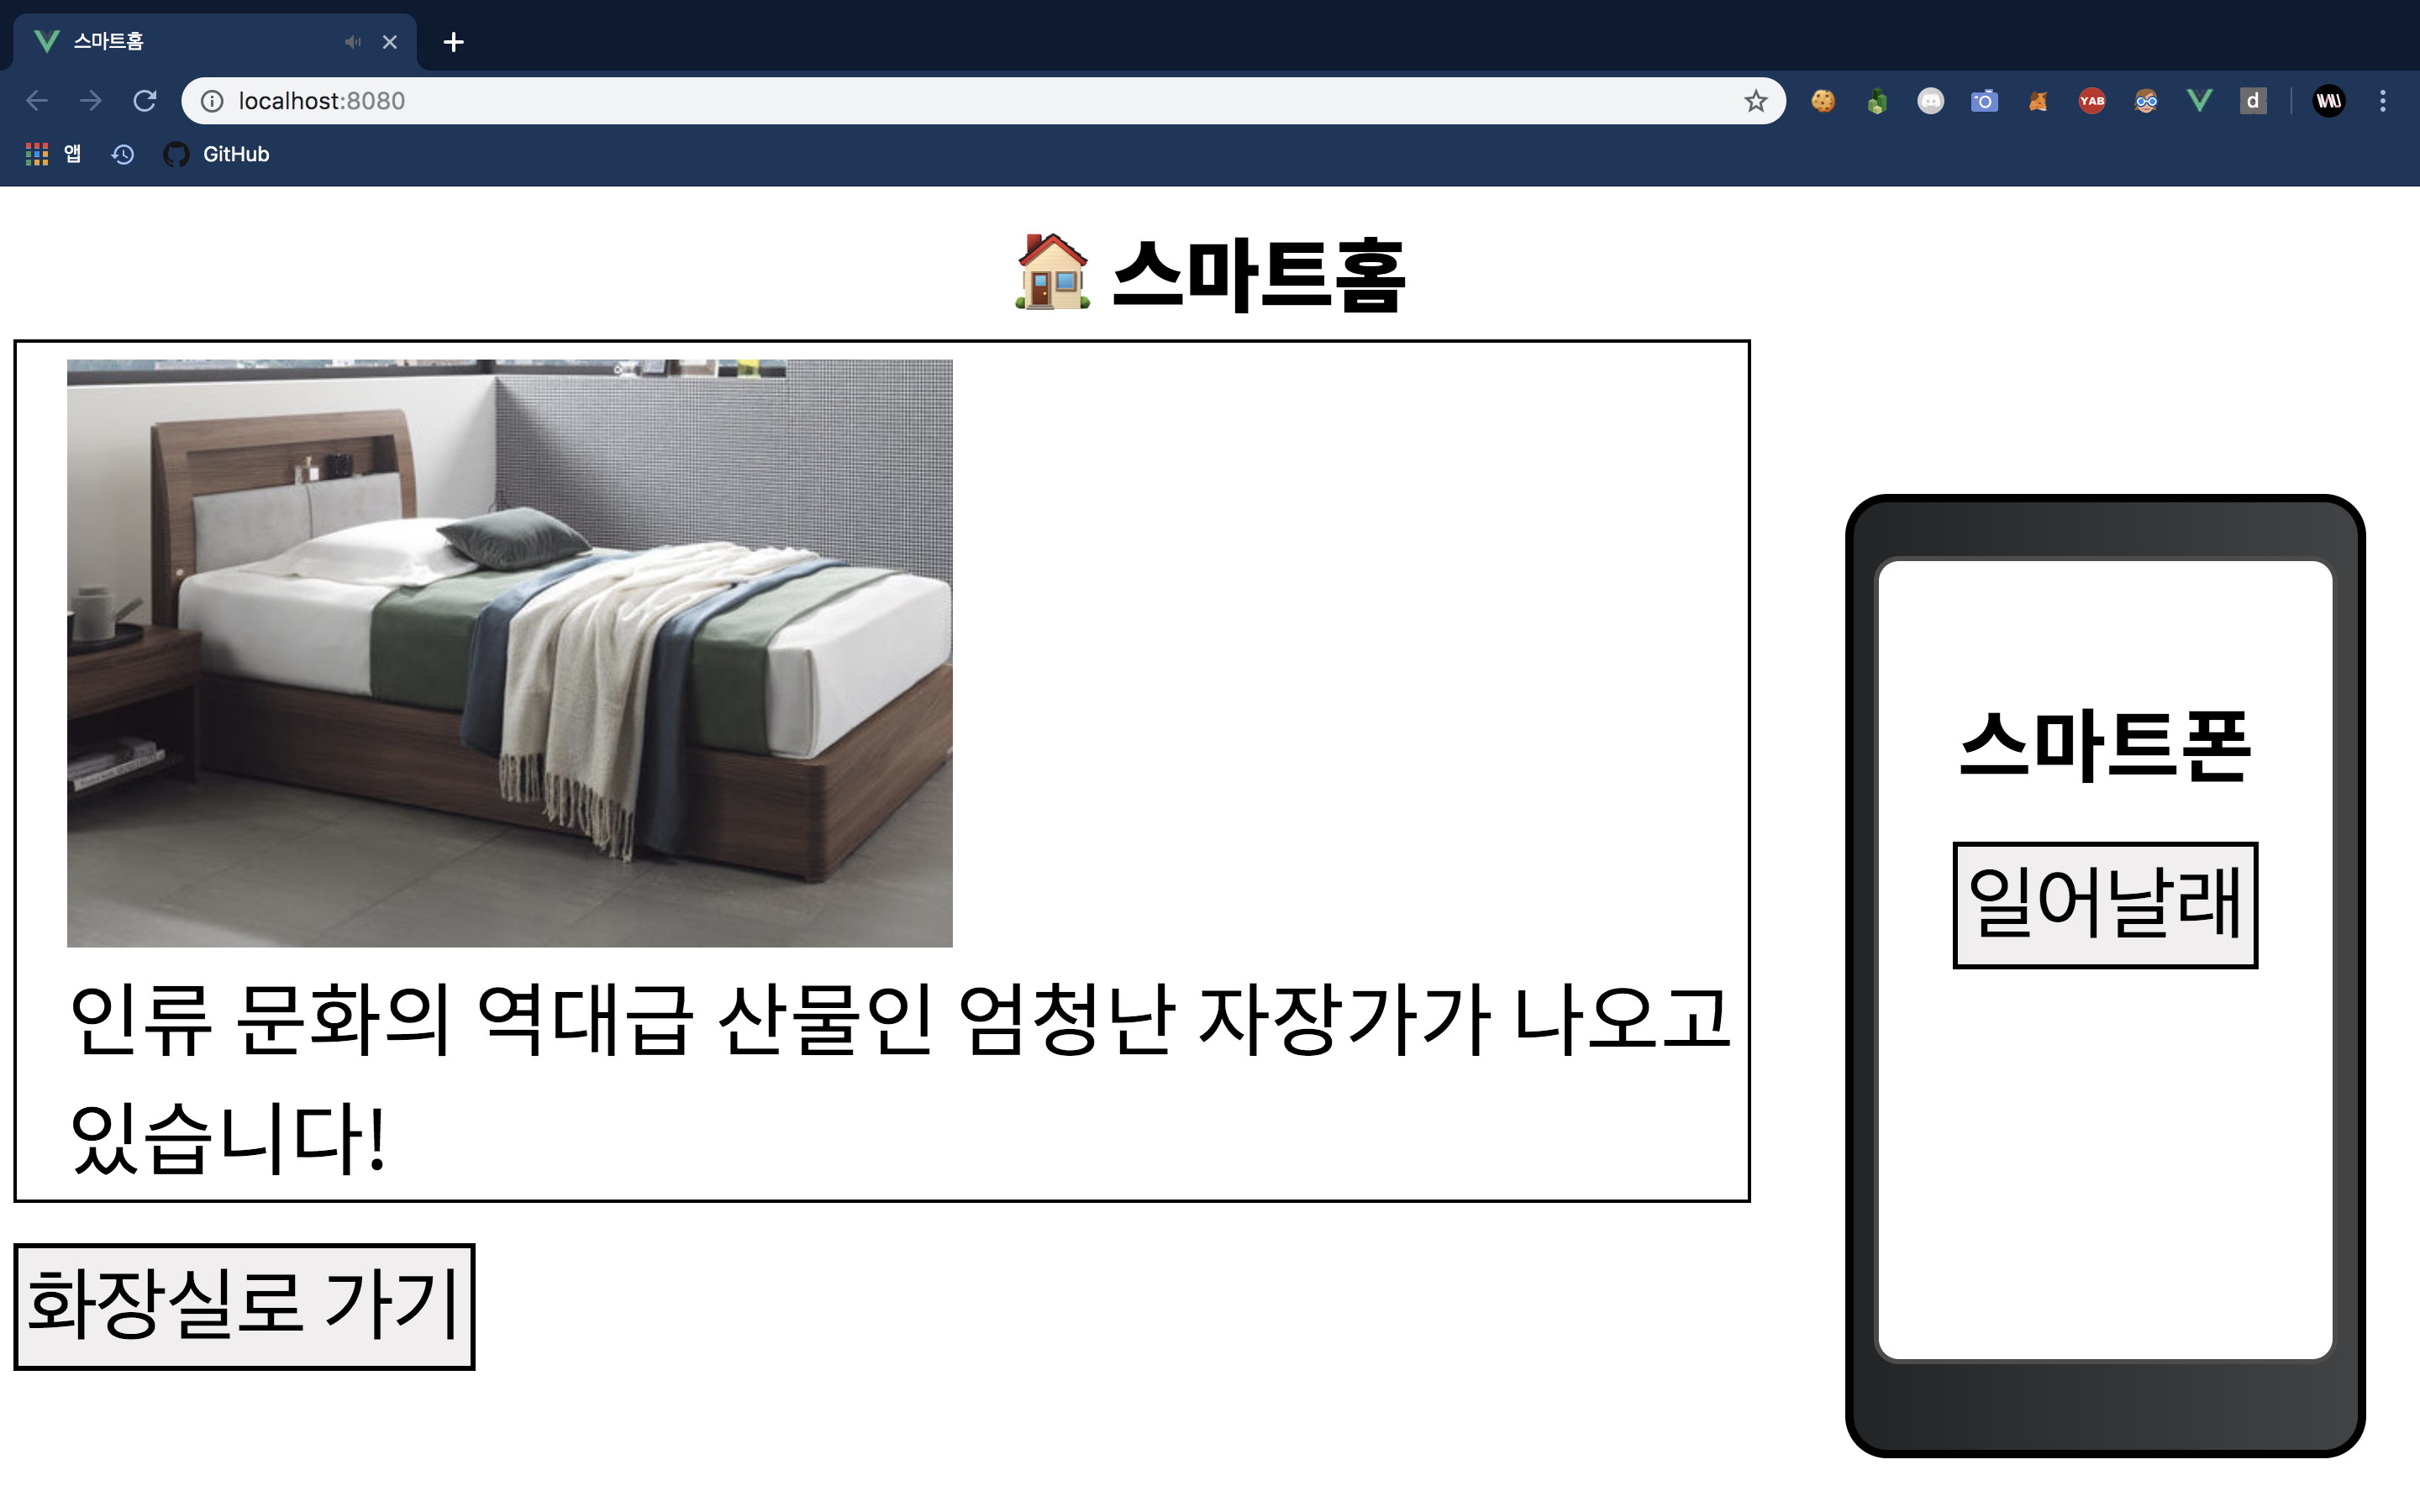 스마트홈
localhost:8080
YAB
d
앱
GitHub
🏠 스마트홈
인류 문화의 역대급 산물인 엄청난 자장가가 나오고
있습니다!
화장실로 가기
스마트폰
일어날래